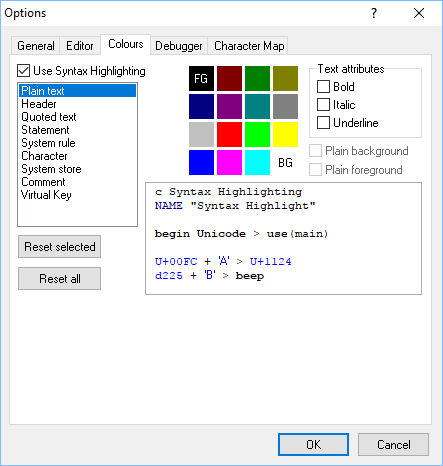 Options
?
General Editor Colours Debugger Character Map
Use Syntax Highlighting
Plain text
Header
Quoted text
Statement
System rule
Character
System store
Comment
Virtual Key
Reset selected
Reset all
FG
BG
Text attributes
Bold
Italic
Underline
Plain background
Plain foreground
c Syntax Highlighting
NAME "Syntax Highlight"
begin Unicode > use(main)
U+00FC + 'A' > U+1124
d225 + 'B' > beep
OK Cancel